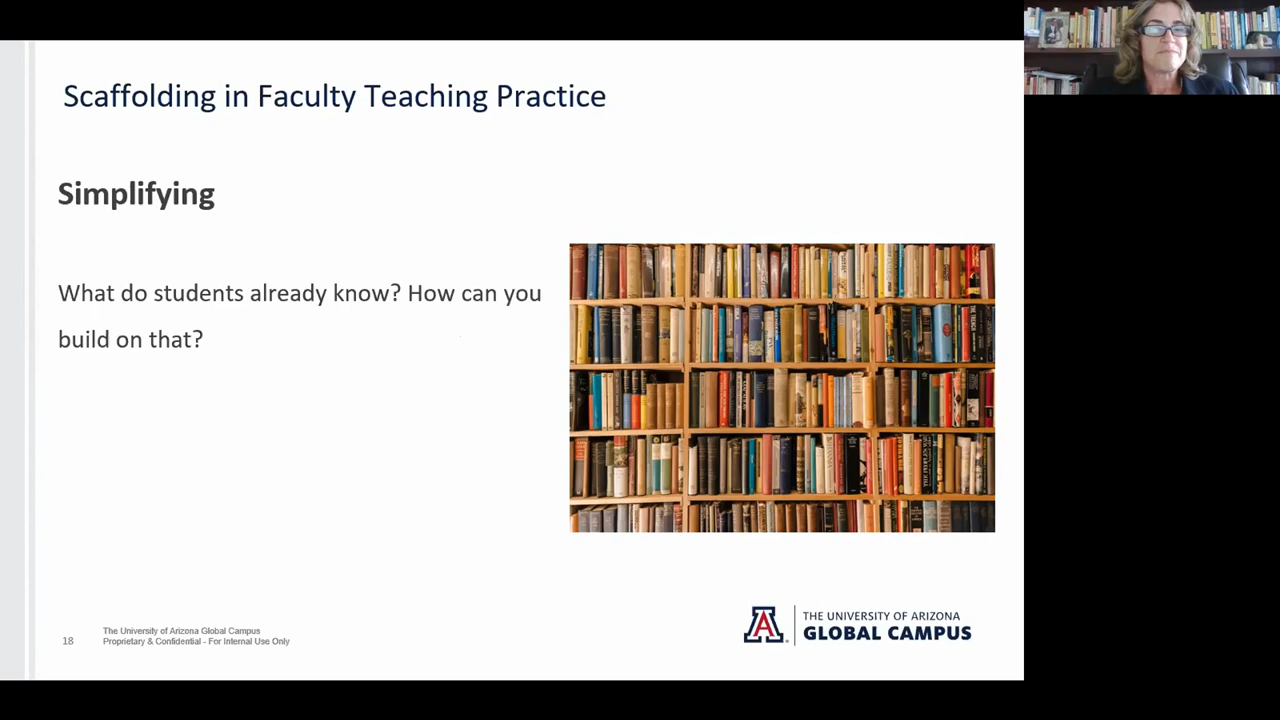 Scaffolding in Faculty Teaching Practice
Simplifying
What do students already know? How can you
build on that?
18
The University of Arizona Global Campus
Proprietary & Confidential - For Internal Use Only
THE UNIVERSITY OF ARIZONA
GLOBAL CAMPUS